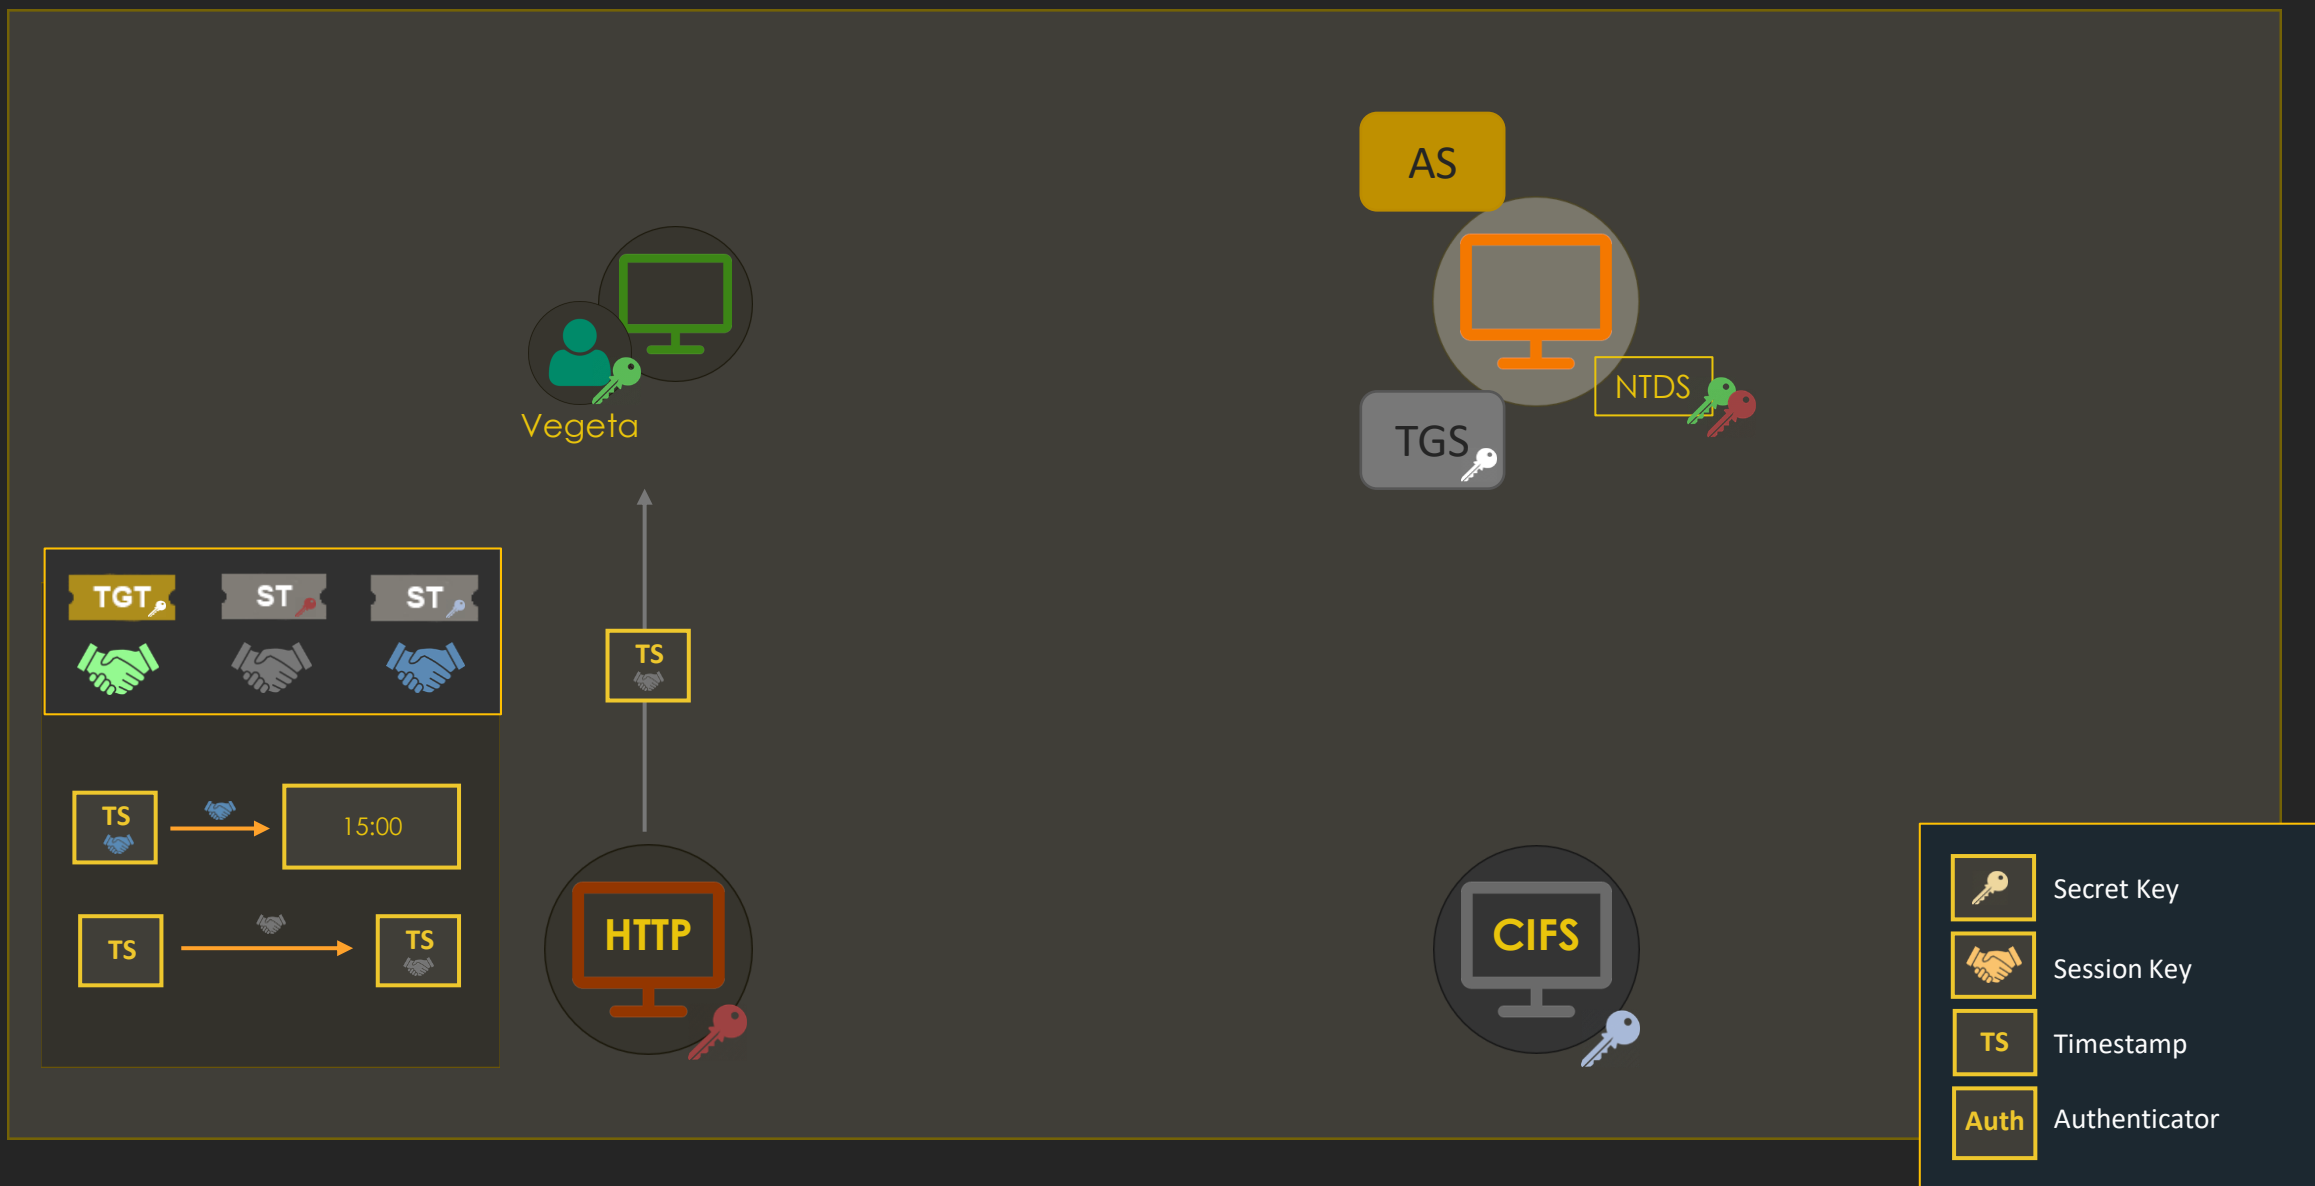 AS
NTDS
TGS
Vegeta
TGT
ST
ST
TS
TS
15:00
TS
TS
HTTP
CIFS
Secret Key
Session Key
TS
Timestamp
Auth
Authenticator